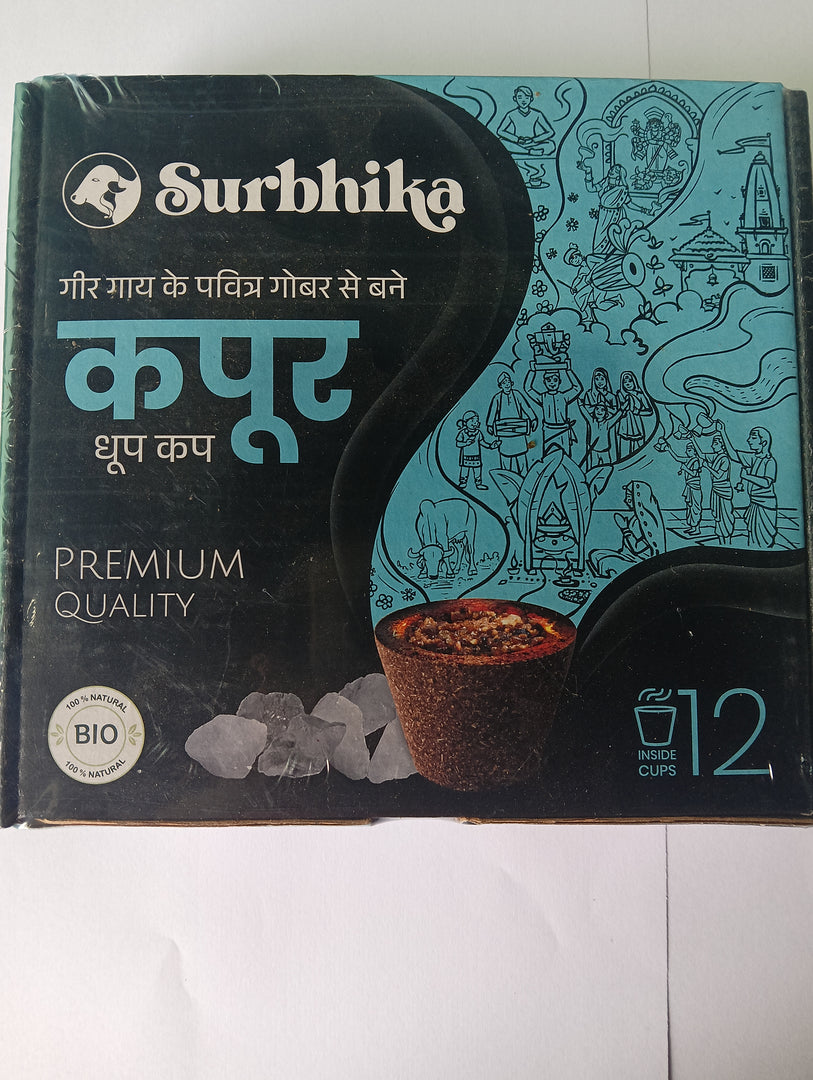 Surbhika
गीर गाय के पवित्र गोबर से बने
कपूर
धूप कप
PREMIUM
QUALITY
100 % NATURAL
BIO
100 % NATURAL
INSIDE
CUPS
12